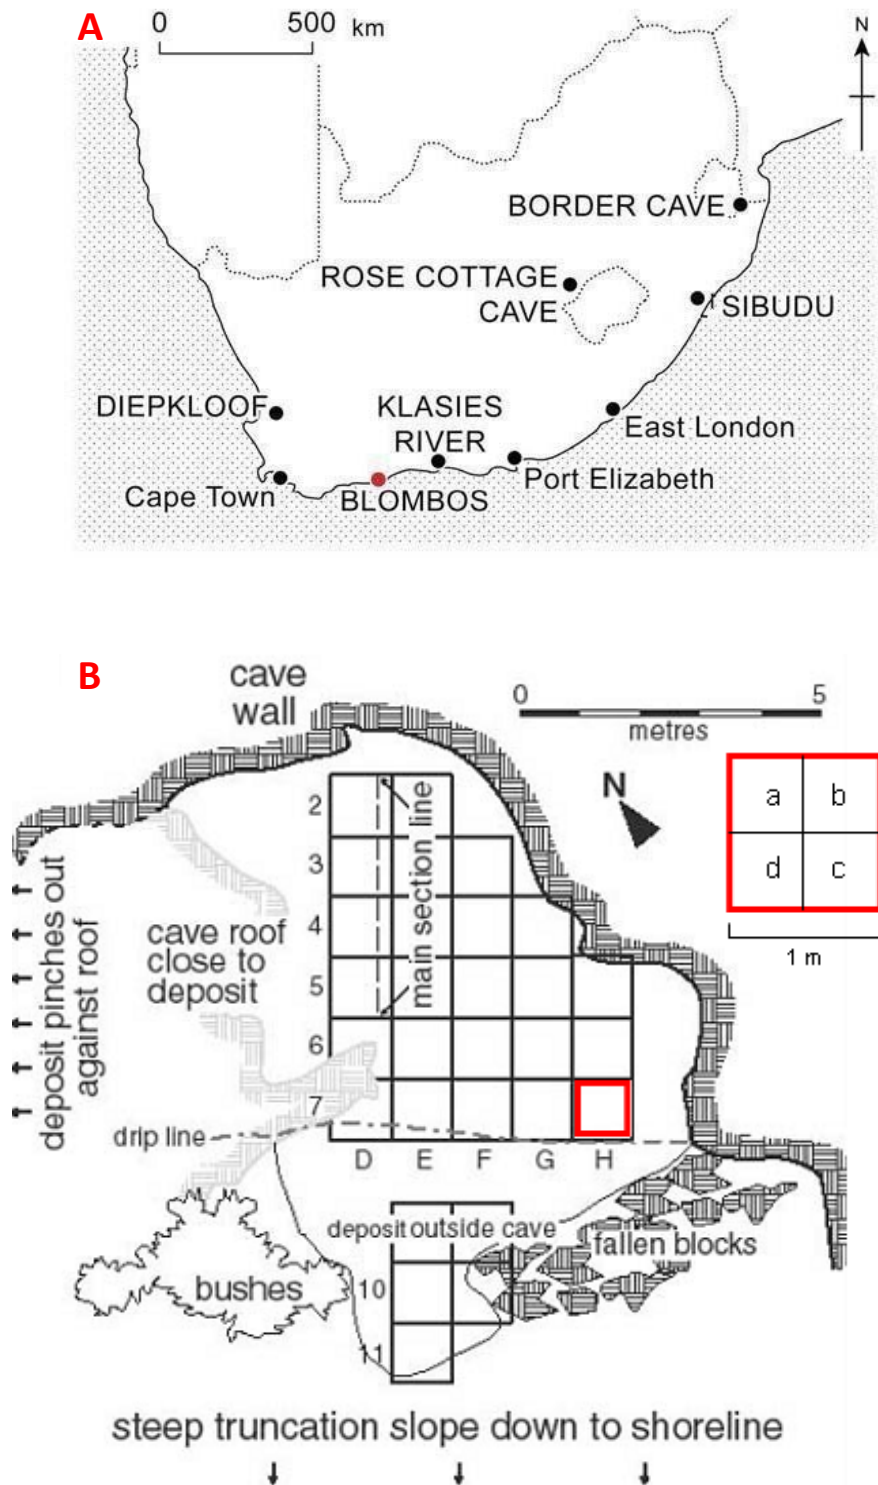 A
0 500 km
N
BORDER CAVE
ROSE COTTAGE
CAVE
SIBUDU
DIEPKLOOF
KLASIES
RIVER
East London
Port Elizabeth
Cape Town
BLOMBOS
B
cave
wall
0 5
metres
N
a b
d c
1 m
2
3
4
5
6
7
main section line
cave roof
close to
deposit
deposit pinches out
against roof
drip line
D E F G H
deposit outside cave
fallen blocks
bushes
10
11
steep truncation slope down to shoreline